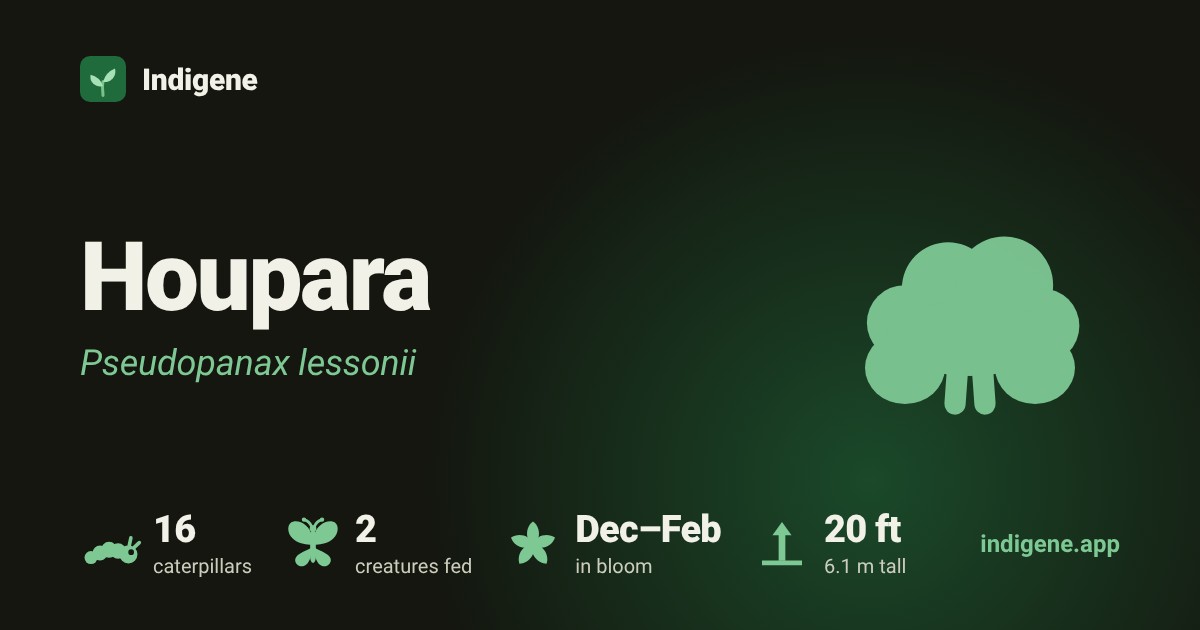 Indigene
Houpara
Pseudopanax lessonii
16
caterpillars
2
creatures fed
Dec–Feb
in bloom
20 ft
6.1 m tall
indigene.app